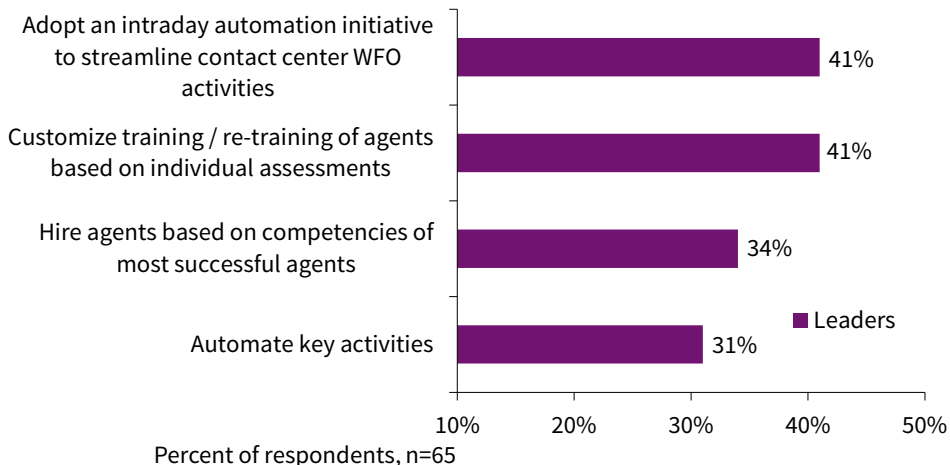 Adopt an intraday automation initiative
to streamline contact center WFO
activities
41%
Customize training / re-training of agents
based on individual assessments
41%
Hire agents based on competencies of
most successful agents
34%
Automate key activities
31%
Leaders
10% 20% 30% 40% 50%
Percent of respondents, n=65